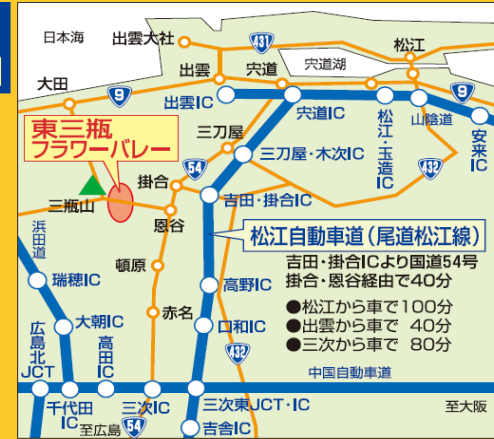 日本海
出雲大社
431
松江
出雲
宍道
宍道湖
大田
9
9
出雲IC
宍道IC
松江・玉造IC
山陰道
安来IC
東三瓶
フラワーバレー
三刀屋
三刀屋・木次IC
432
54
掛合
吉田・掛合IC
三瓶山
恩谷
浜田道
松江自動車道(尾道松江線)
吉田・掛合ICより国道54号
掛合・恩谷経由で40分
頓原
瑞穂IC
高野IC
●松江から車で100分
●出雲から車で 40分
●三次から車で 80分
赤名
大朝IC
口和IC
432
広島北JCT
高田IC
中国自動車道
千代田IC
三次IC
三次東JCT・IC
至大阪
至広島
54
吉舎IC